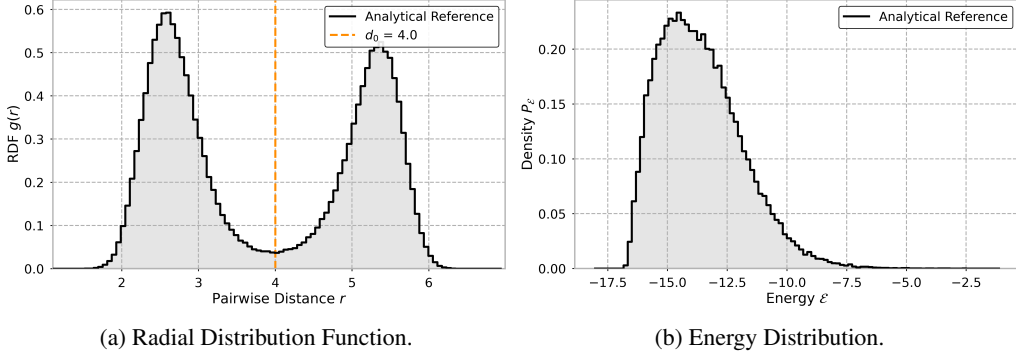 0.6
0.5
0.4
0.3
0.2
0.1
0.0
RDF g(r)
Analytical Reference
d₀ = 4.0
2 3 4 5 6
Pairwise Distance r
(a) Radial Distribution Function.
0.20
0.15
0.10
0.05
0.00
Density P_ℰ
Analytical Reference
−17.5 −15.0 −12.5 −10.0 −7.5 −5.0 −2.5
Energy ℰ
(b) Energy Distribution.